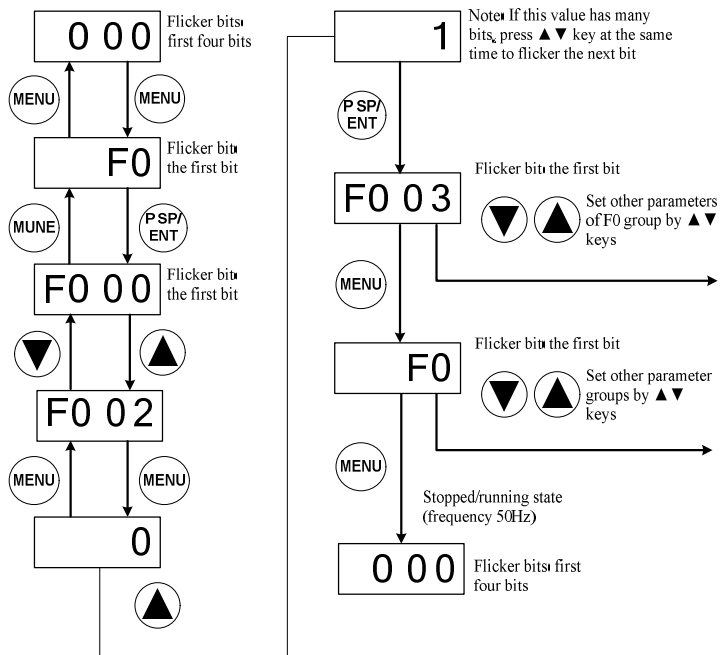 0 0 0
Flicker bits:
first four bits
MENU
MENU
F0
Flicker bit:
the first bit
MUNE
P SP/
ENT
F0 0 0
Flicker bit:
the first bit
▼
▲
F0 0 2
MENU
MENU
0
▲
1
Note: If this value has many
bits, press ▲ ▼ key at the same
time to flicker the next bit
P SP/
ENT
F0 0 3
Flicker bit: the first bit
▼ ▲
Set other parameters
of F0 group by ▲ ▼
keys
MENU
F0
Flicker bit: the first bit
▼ ▲
Set other parameter
groups by ▲ ▼
keys
MENU
Stopped/running state
(frequency 50Hz)
0 0 0
Flicker bits: first
four bits